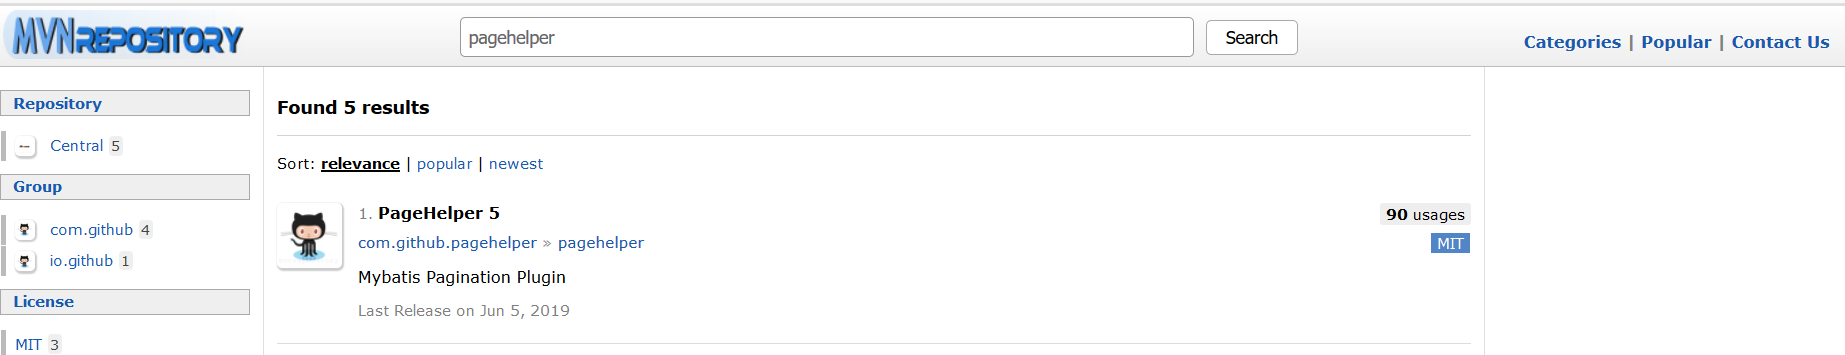 MVNREPOSITORY
pagehelper
Search
Categories | Popular | Contact Us
Repository
Central 5
Group
com.github 4
io.github 1
License
MIT 3
Found 5 results
Sort: relevance | popular | newest
1. PageHelper 5
90 usages
com.github.pagehelper » pagehelper
MIT
Mybatis Pagination Plugin
Last Release on Jun 5, 2019